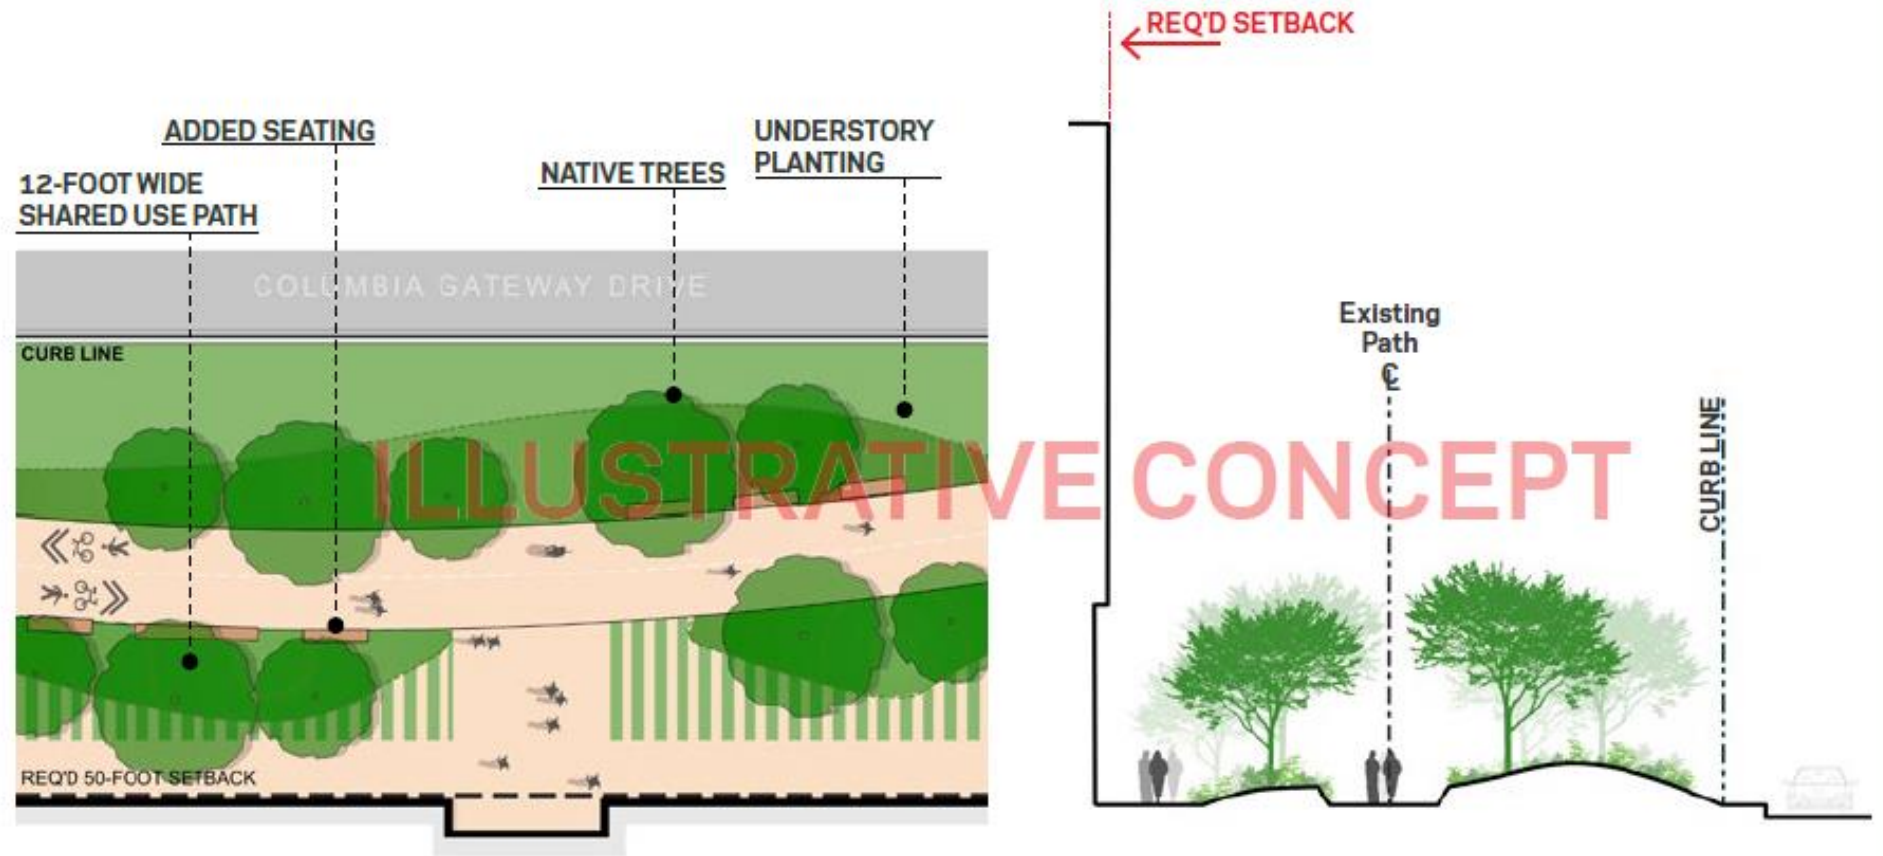 REQ'D SETBACK
ADDED SEATING
UNDERSTORY
PLANTING
NATIVE TREES
12-FOOT WIDE
SHARED USE PATH
COLUMBIA GATEWAY DRIVE
CURB LINE
Existing
Path
℄
CURB LINE
ILLUSTRATIVE CONCEPT
REQ'D 50-FOOT SETBACK